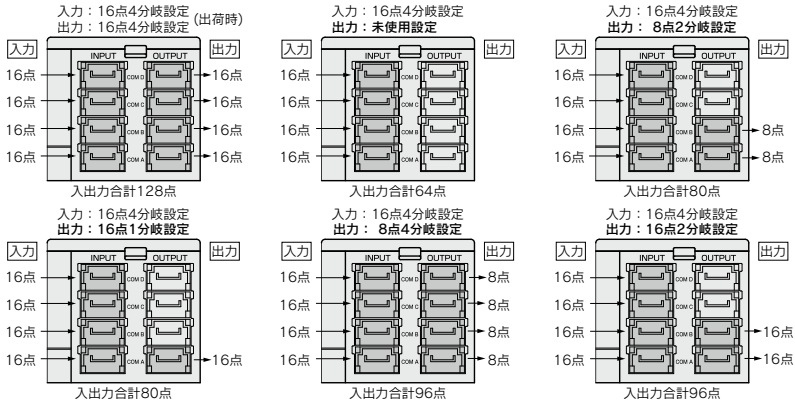 入力：16点4分岐設定
出力：16点4分岐設定 (出荷時)
入力 INPUT OUTPUT 出力
16点 COM D 16点
16点 COM C 16点
16点 COM B 16点
16点 COM A 16点
入出力合計128点
入力：16点4分岐設定
出力：未使用設定
入力 INPUT OUTPUT 出力
16点 COM D
16点 COM C
16点 COM B
16点 COM A
入出力合計64点
入力：16点4分岐設定
出力： 8点2分岐設定
入力 INPUT OUTPUT 出力
16点 COM D
16点 COM C
16点 COM B 8点
16点 COM A 8点
入出力合計80点
入力：16点4分岐設定
出力：16点1分岐設定
入力 INPUT OUTPUT 出力
16点 COM D
16点 COM C
16点 COM B
16点 COM A 16点
入出力合計80点
入力：16点4分岐設定
出力： 8点4分岐設定
入力 INPUT OUTPUT 出力
16点 COM D 8点
16点 COM C 8点
16点 COM B 8点
16点 COM A 8点
入出力合計96点
入力：16点4分岐設定
出力：16点2分岐設定
入力 INPUT OUTPUT 出力
16点 COM D
16点 COM C
16点 COM B 16点
16点 COM A 16点
入出力合計96点